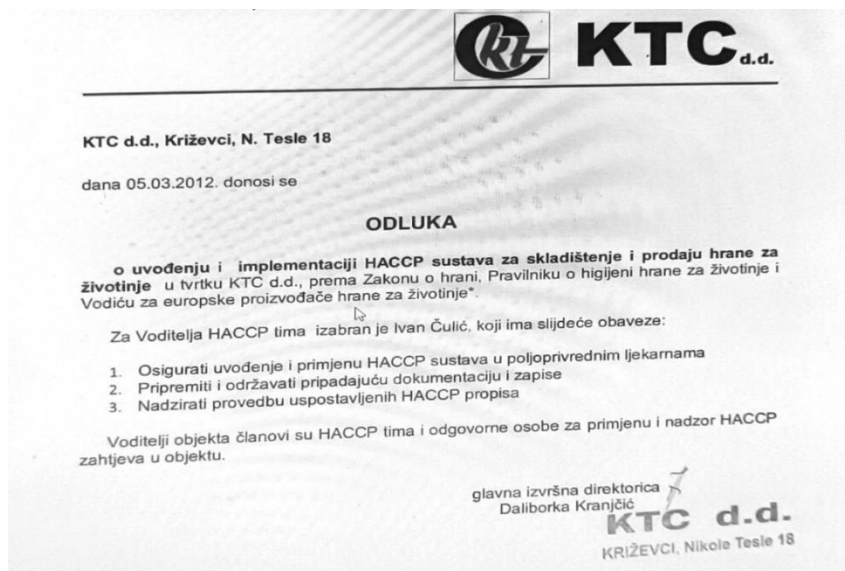 kt KTC d.d.
KTC d.d., Križevci, N. Tesle 18
dana 05.03.2012. donosi se
ODLUKA
o uvođenju i implementaciji HACCP sustava za skladištenje i prodaju hrane za
životinje u tvrtku KTC d.d., prema Zakonu o hrani, Pravilniku o higijeni hrane za životinje i
Vodiću za europske proizvođače hrane za životinje*.
Za Voditelja HACCP tima izabran je Ivan Čulić, koji ima slijdeće obaveze:
1. Osigurati uvođenje i primjenu HACCP sustava u poljoprivrednim ljekarnama
2. Pripremiti i održavati pripadajuću dokumentaciju i zapise
3. Nadzirati provedbu uspostavljenih HACCP propisa
Voditelji objekta članovi su HACCP tima i odgovorne osobe za primjenu i nadzor HACCP
zahtjeva u objektu.
glavna izvršna direktorica
Daliborka Kranjčić
KTC d.d.
KRIŽEVCI, Nikole Tesle 18